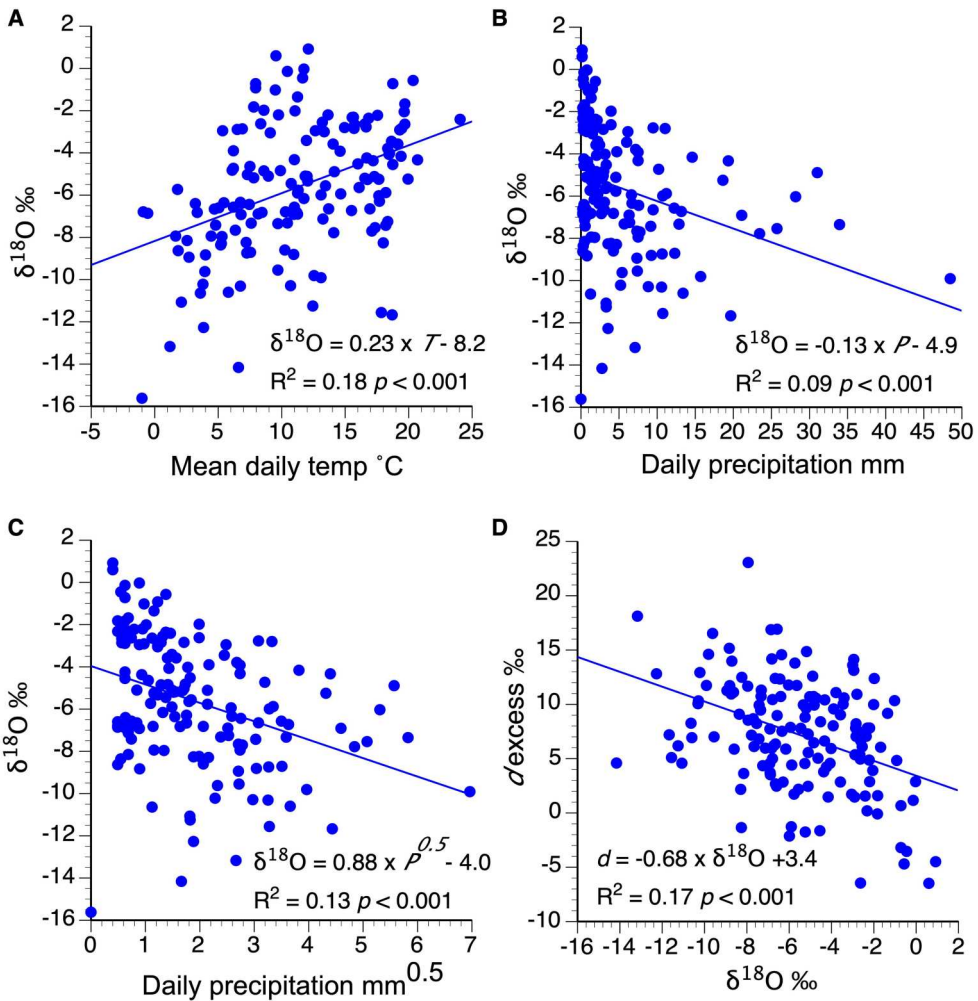 A
2
0
-2
-4
-6
-8
-10
-12
-14
-16
δ¹⁸O ‰
δ¹⁸O = 0.23 x T - 8.2
R² = 0.18 p < 0.001
-5 0 5 10 15 20 25
Mean daily temp ˚C
B
2
0
-2
-4
-6
-8
-10
-12
-14
-16
δ¹⁸O ‰
δ¹⁸O = -0.13 x P - 4.9
R² = 0.09 p < 0.001
0 5 10 15 20 25 30 35 40 45 50
Daily precipitation mm
C
2
0
-2
-4
-6
-8
-10
-12
-14
-16
δ¹⁸O ‰
δ¹⁸O = 0.88 x P^0.5 - 4.0
R² = 0.13 p < 0.001
0 1 2 3 4 5 6 7
Daily precipitation mm^0.5
D
25
20
15
10
5
0
-5
-10
d excess ‰
d = -0.68 x δ¹⁸O +3.4
R² = 0.17 p < 0.001
-16 -14 -12 -10 -8 -6 -4 -2 0 2
δ¹⁸O ‰